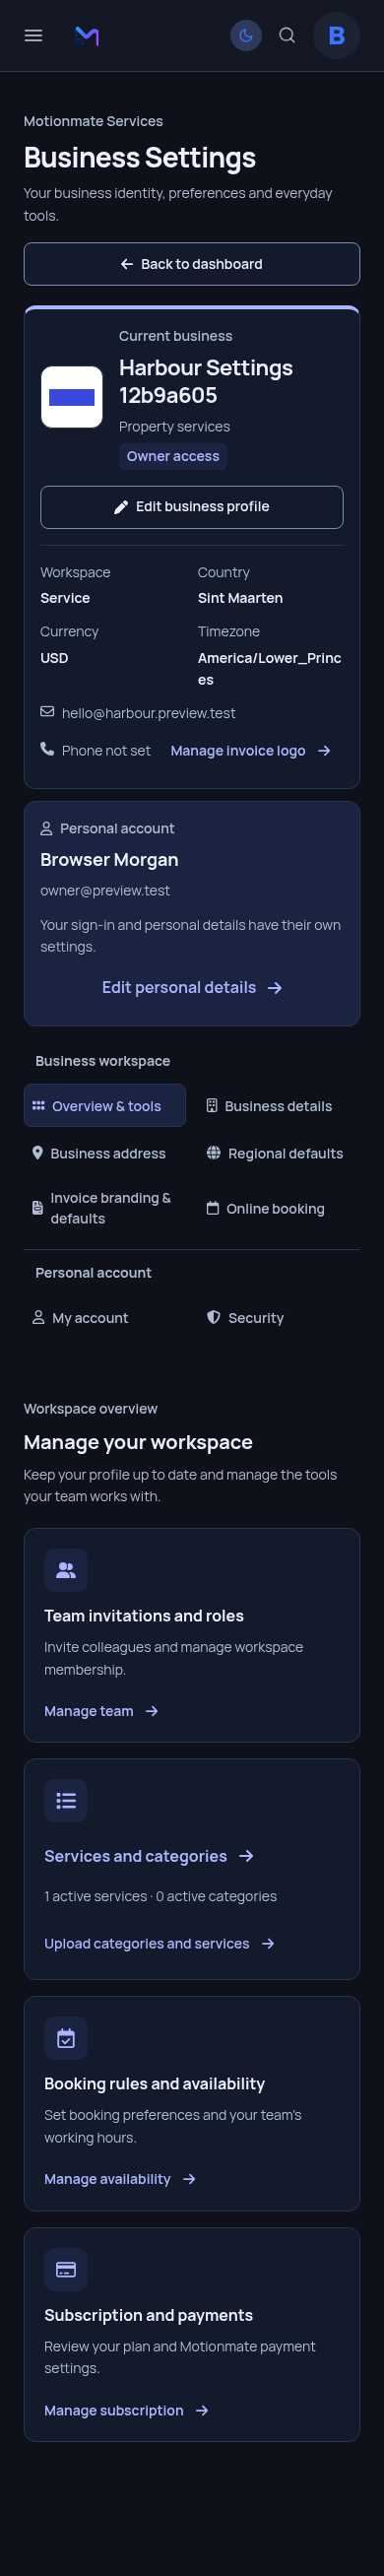 B
Motionmate Services
Business Settings
Your business identity, preferences and everyday
tools.
Back to dashboard
Current business
Harbour Settings
12b9a605
Property services
Owner access
Edit business profile
Workspace
Country
Service
Sint Maarten
Currency
Timezone
USD
America/Lower_Princ
es
hello@harbour.preview.test
Phone not set
Manage invoice logo
Personal account
Browser Morgan
owner@preview.test
Your sign-in and personal details have their own
settings.
Edit personal details
Business workspace
Overview & tools
Business details
Business address
Regional defaults
Invoice branding &
defaults
Online booking
Personal account
My account
Security
Workspace overview
Manage your workspace
Keep your profile up to date and manage the tools
your team works with.
Team invitations and roles
Invite colleagues and manage workspace
membership.
Manage team
Services and categories
1 active services · 0 active categories
Upload categories and services
Booking rules and availability
Set booking preferences and your team's
working hours.
Manage availability
Subscription and payments
Review your plan and Motionmate payment
settings.
Manage subscription